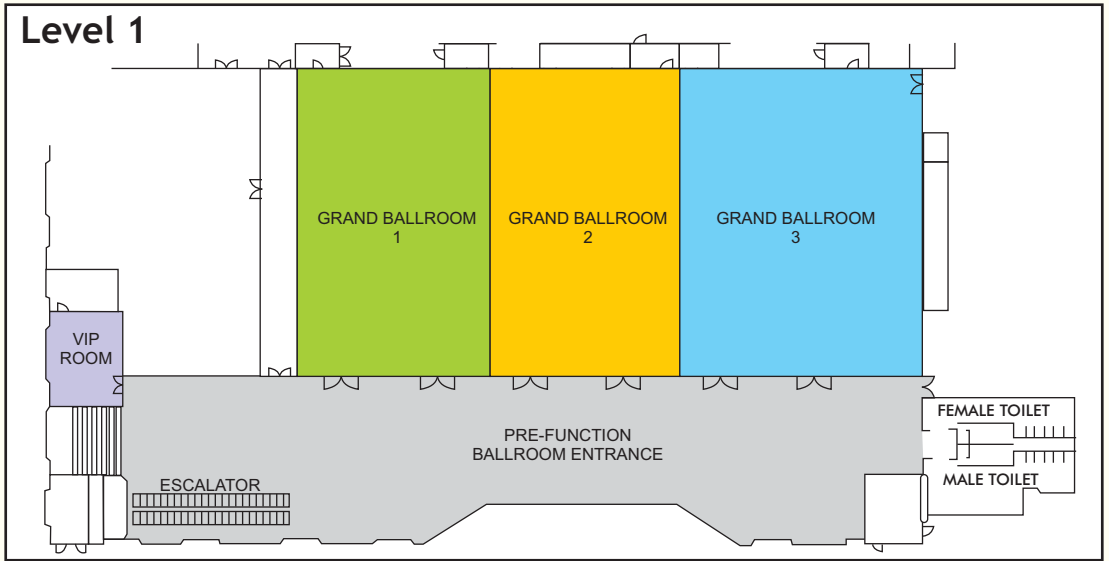 Level 1
GRAND BALLROOM
1
GRAND BALLROOM
2
GRAND BALLROOM
3
VIP
ROOM
PRE-FUNCTION
BALLROOM ENTRANCE
ESCALATOR
FEMALE TOILET
MALE TOILET